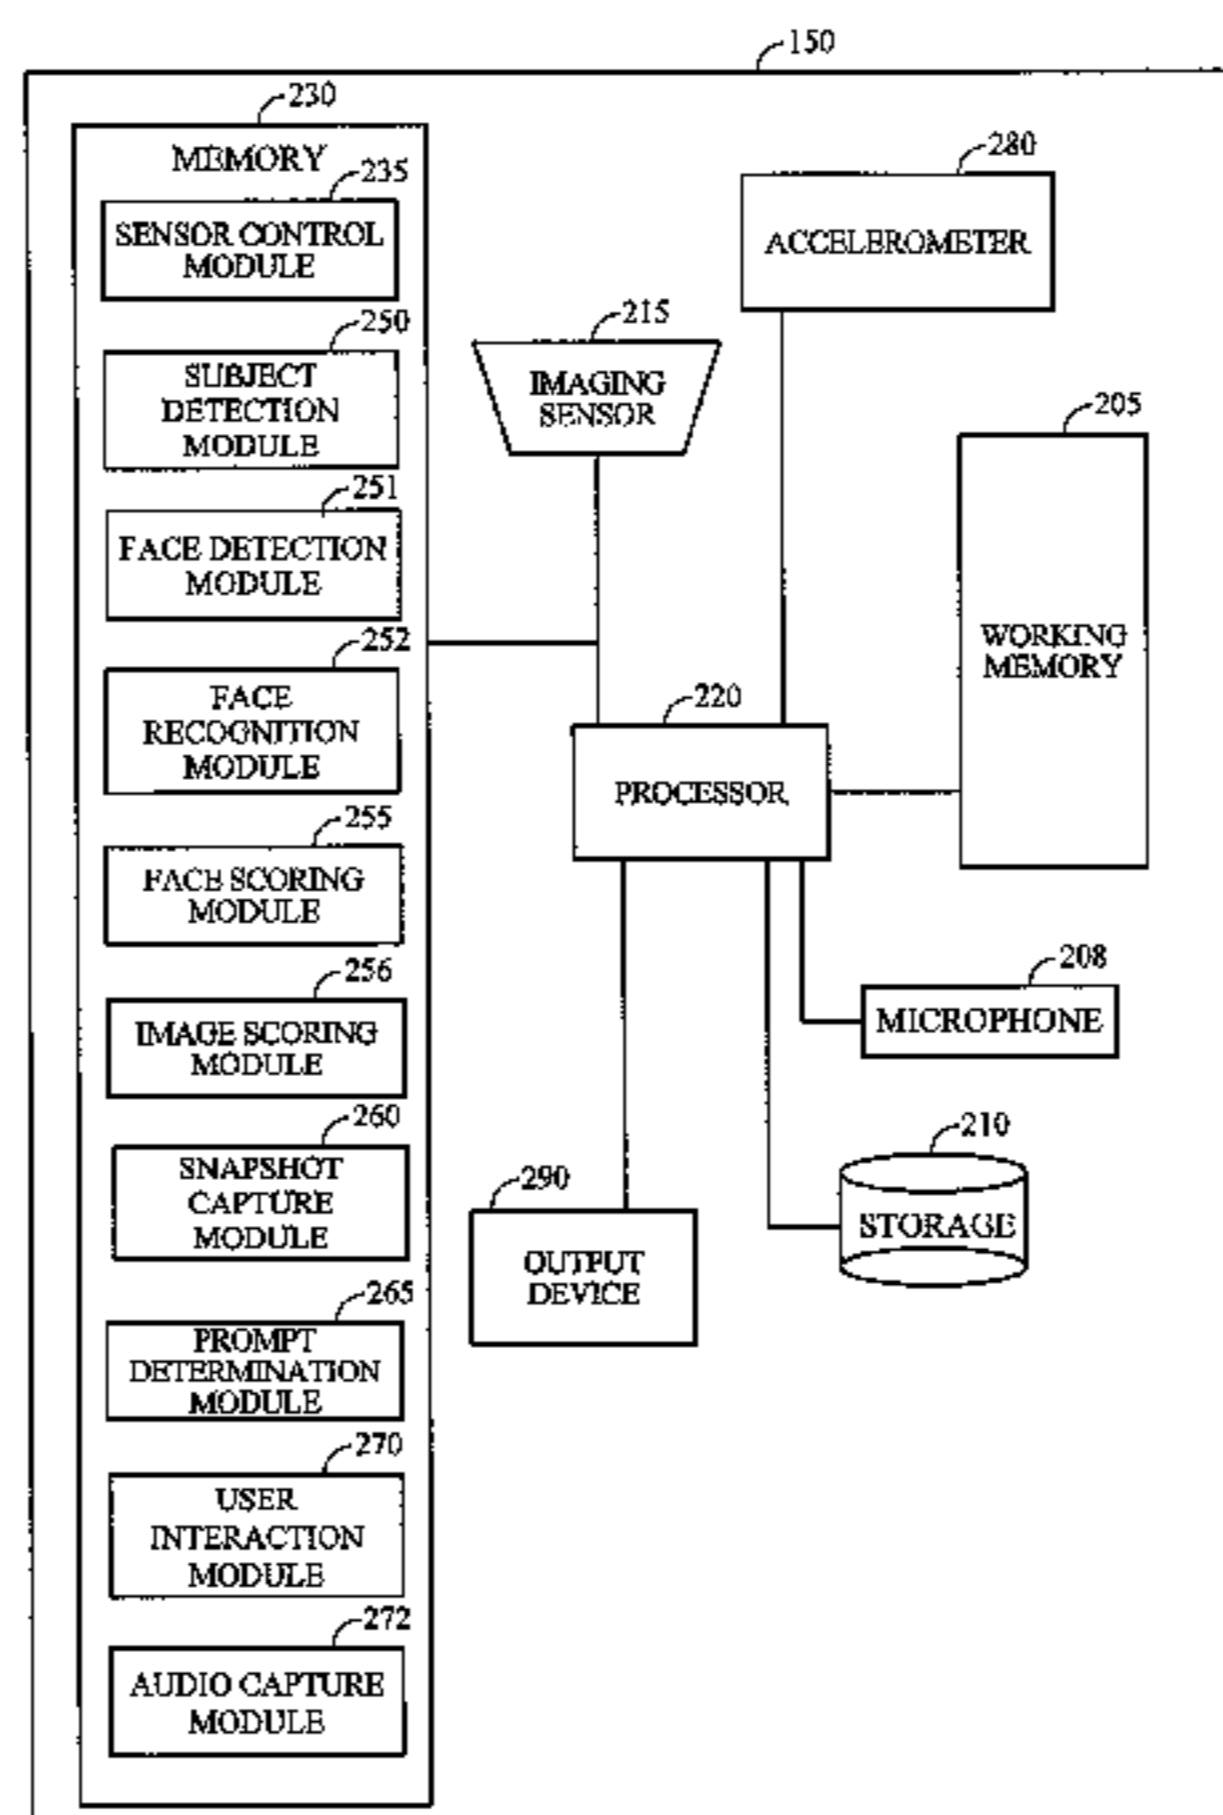 150
230
MEMORY
235
SENSOR CONTROL
MODULE
250
SUBJECT
DETECTION
MODULE
251
FACE DETECTION
MODULE
252
FACE
RECOGNITION
MODULE
255
FACE SCORING
MODULE
256
IMAGE SCORING
MODULE
260
SNAPSHOT
CAPTURE
MODULE
265
PROMPT
DETERMINATION
MODULE
270
USER
INTERACTION
MODULE
272
AUDIO CAPTURE
MODULE
215
IMAGING
SENSOR
280
ACCELEROMETER
205
WORKING
MEMORY
220
PROCESSOR
208
MICROPHONE
210
STORAGE
290
OUTPUT
DEVICE